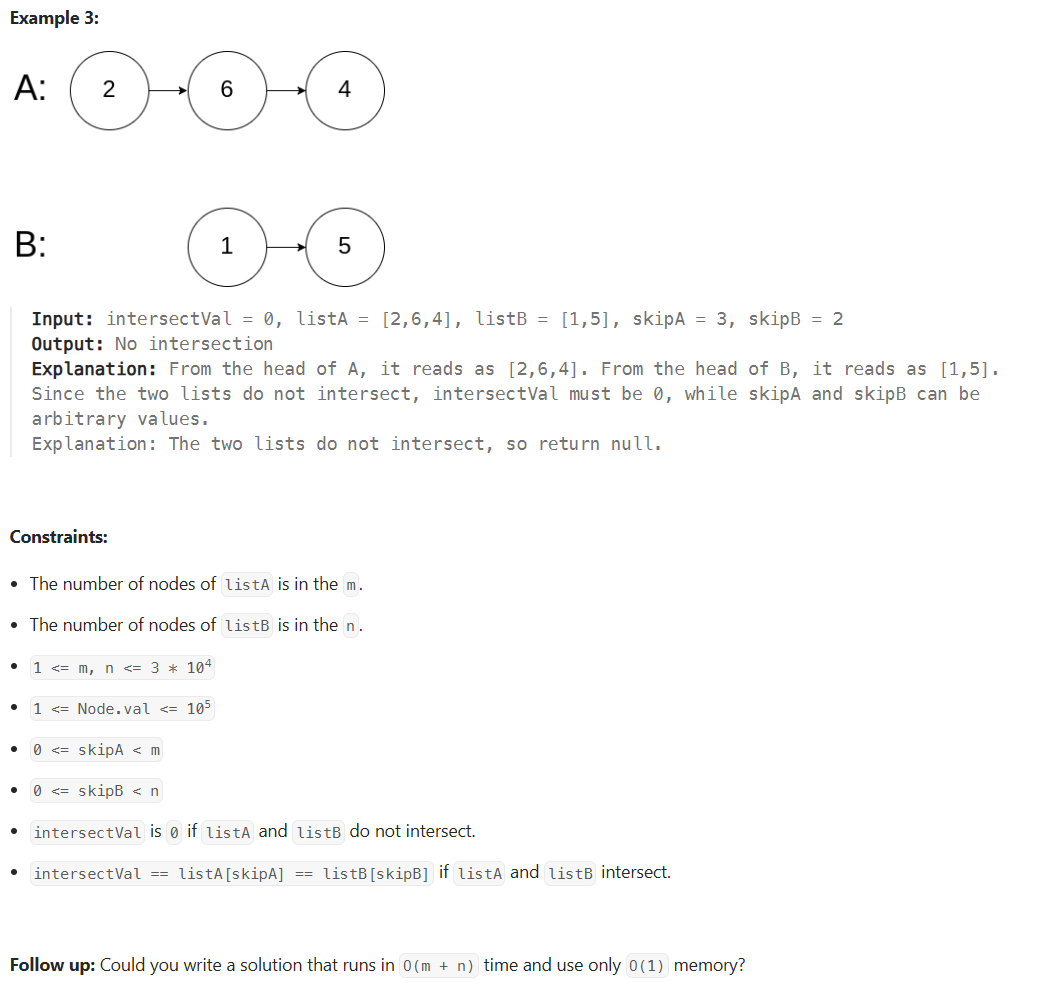 Example 3:
A: 2 6 4
B: 1 5
Input: intersectVal = 0, listA = [2,6,4], listB = [1,5], skipA = 3, skipB = 2
Output: No intersection
Explanation: From the head of A, it reads as [2,6,4]. From the head of B, it reads as [1,5].
Since the two lists do not intersect, intersectVal must be 0, while skipA and skipB can be
arbitrary values.
Explanation: The two lists do not intersect, so return null.
Constraints:
• The number of nodes of listA is in the m.
• The number of nodes of listB is in the n.
• 1 <= m, n <= 3 * 10⁴
• 1 <= Node.val <= 10⁵
• 0 <= skipA < m
• 0 <= skipB < n
• intersectVal is 0 if listA and listB do not intersect.
• intersectVal == listA[skipA] == listB[skipB] if listA and listB intersect.
Follow up: Could you write a solution that runs in O(m + n) time and use only O(1) memory?